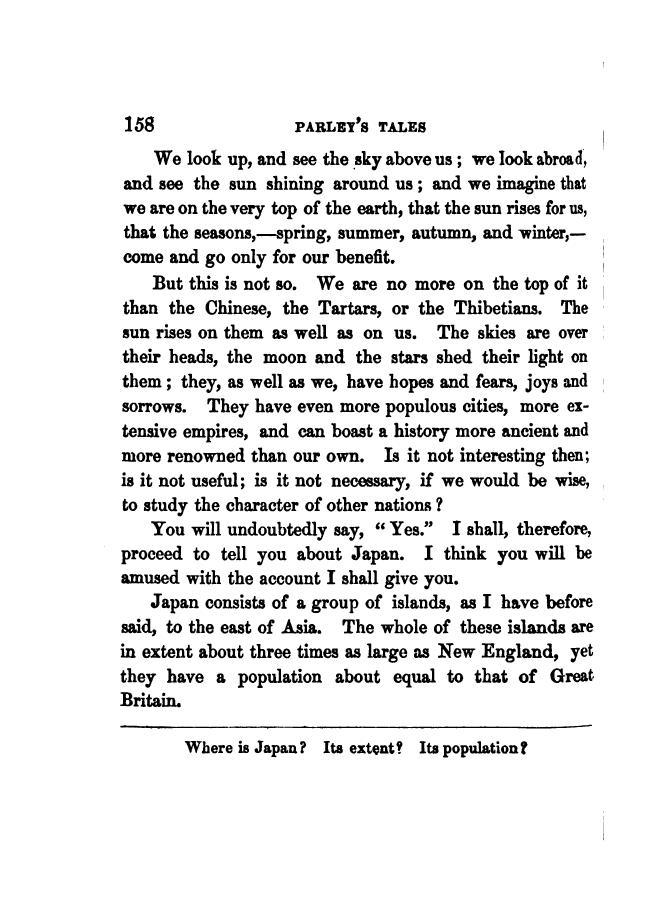 158 PARLEY'S TALES
We look up, and see the sky above us ; we look abroad,
and see the sun shining around us ; and we imagine that
we are on the very top of the earth, that the sun rises for us,
that the seasons,—spring, summer, autumn, and winter,—
come and go only for our benefit.
But this is not so. We are no more on the top of it
than the Chinese, the Tartars, or the Thibetians. The
sun rises on them as well as on us. The skies are over
their heads, the moon and the stars shed their light on
them ; they, as well as we, have hopes and fears, joys and
sorrows. They have even more populous cities, more ex-
tensive empires, and can boast a history more ancient and
more renowned than our own. Is it not interesting then;
is it not useful; is it not necessary, if we would be wise,
to study the character of other nations ?
You will undoubtedly say, “ Yes.” I shall, therefore,
proceed to tell you about Japan. I think you will be
amused with the account I shall give you.
Japan consists of a group of islands, as I have before
said, to the east of Asia. The whole of these islands are
in extent about three times as large as New England, yet
they have a population about equal to that of Great
Britain.
Where is Japan ? Its extent? Its population?